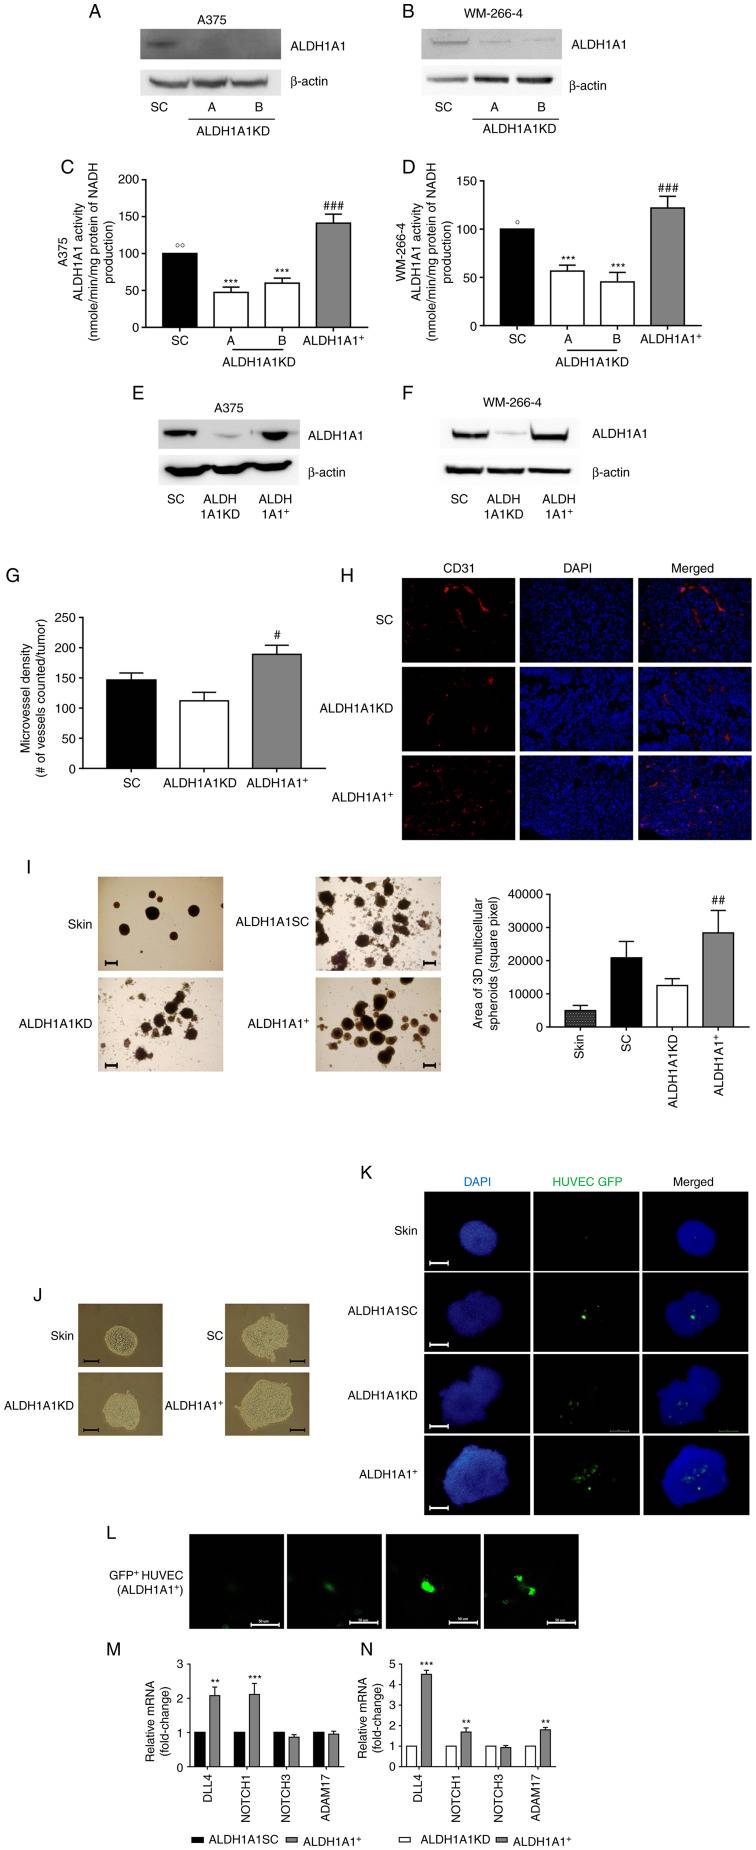 A
A375
ALDH1A1
β-actin
SC
A
B
ALDH1A1KD
B
WM-266-4
ALDH1A1
β-actin
SC
A
B
ALDH1A1KD
C
A375
ALDH1A1 activity
(nmole/min/mg protein of NADH
production)
200
150
100
50
0
°°
***
***
###
SC
A
B
ALDH1A1+
ALDH1A1KD
D
WM-266-4
ALDH1A1 activity
(nmole/min/mg protein of NADH
production)
150
100
50
0
°
***
***
###
SC
A
B
ALDH1A1+
ALDH1A1KD
E
A375
ALDH1A1
β-actin
SC
ALDH
1A1KD
ALDH
1A1+
F
WM-266-4
ALDH1A1
β-actin
SC
ALDH
1A1KD
ALDH
1A1+
G
Microvessel density
(# of vessels counted/tumor)
250
200
150
100
50
0
#
SC
ALDH1A1KD
ALDH1A1+
H
CD31
DAPI
Merged
SC
ALDH1A1KD
ALDH1A1+
I
Skin
ALDH1A1SC
ALDH1A1KD
ALDH1A1+
Area of 3D multicellular
spheroids (square pixel)
40000
30000
20000
10000
0
##
Skin
SC
ALDH1A1KD
ALDH1A1+
J
Skin
SC
ALDH1A1KD
ALDH1A1+
K
DAPI
HUVEC GFP
Merged
Skin
ALDH1A1SC
ALDH1A1KD
ALDH1A1+
L
GFP+ HUVEC
(ALDH1A1+)
50 um
50 um
50 um
50 um
M
Relative mRNA
(fold-change)
3
2
1
0
**
***
DLL4
NOTCH1
NOTCH3
ADAM17
ALDH1A1SC
ALDH1A1+
N
Relative mRNA
(fold-change)
5
4
3
2
1
0
***
**
**
DLL4
NOTCH1
NOTCH3
ADAM17
ALDH1A1KD
ALDH1A1+